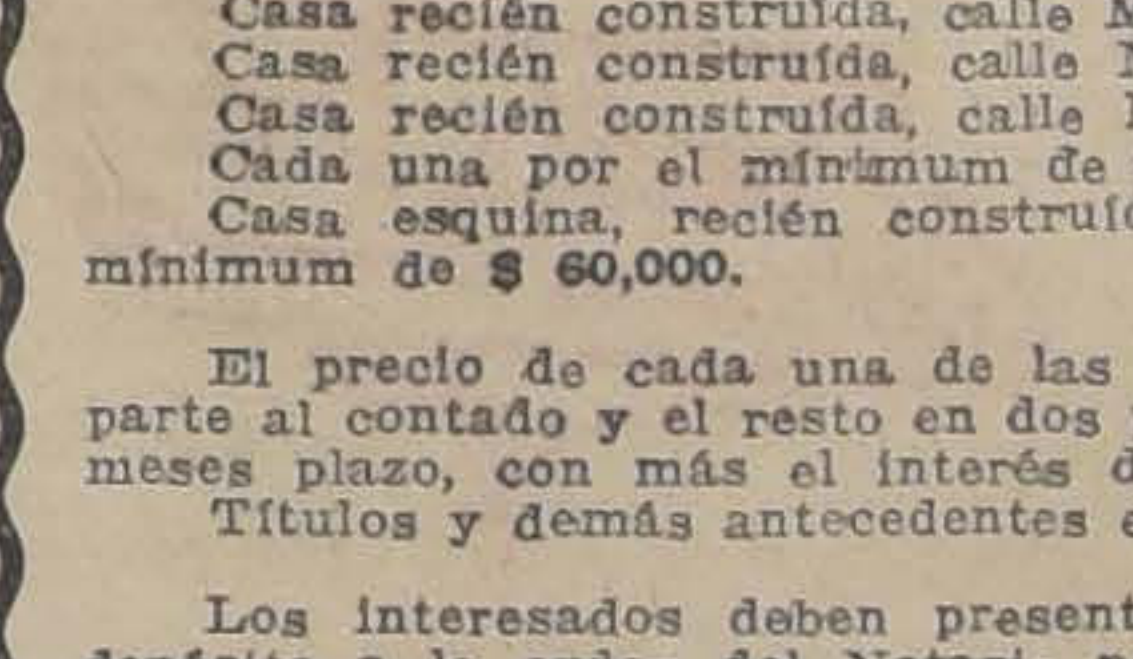 Casa recién construída, calle
Casa recién construída, calle
Casa recién construída, calle
Cada una por el mínimum de
Casa esquina, recién construíd
mínimum de $ 60,000.
El precio de cada una de las
parte al contado y el resto en dos
meses plazo, con más el interés d
Títulos y demás antecedentes e
Los interesados deben present